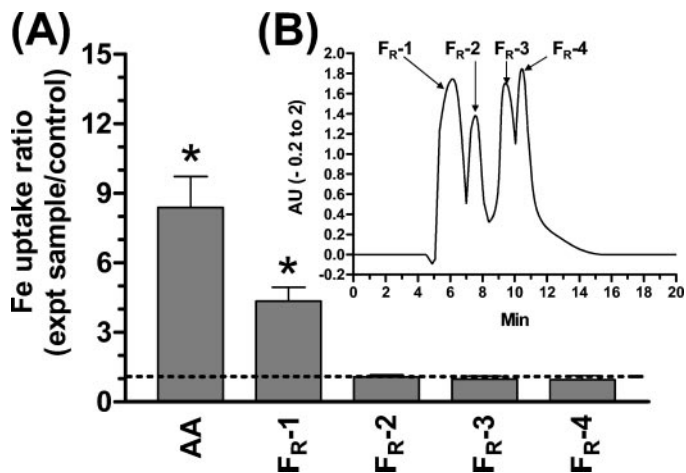 (A)
Fe uptake ratio
(expt sample/control)
15
12
9
6
3
0
*
*
AA
FR-1
FR-2
FR-3
FR-4
(B)
FR-1
FR-2
FR-3
FR-4
AU (- 0.2 to 2)
2.0
1.8
1.6
1.4
1.2
1.0
0.8
0.6
0.4
0.2
-0.0
-0.2
0 2 4 6 8 10 12 14 16 18 20
Min